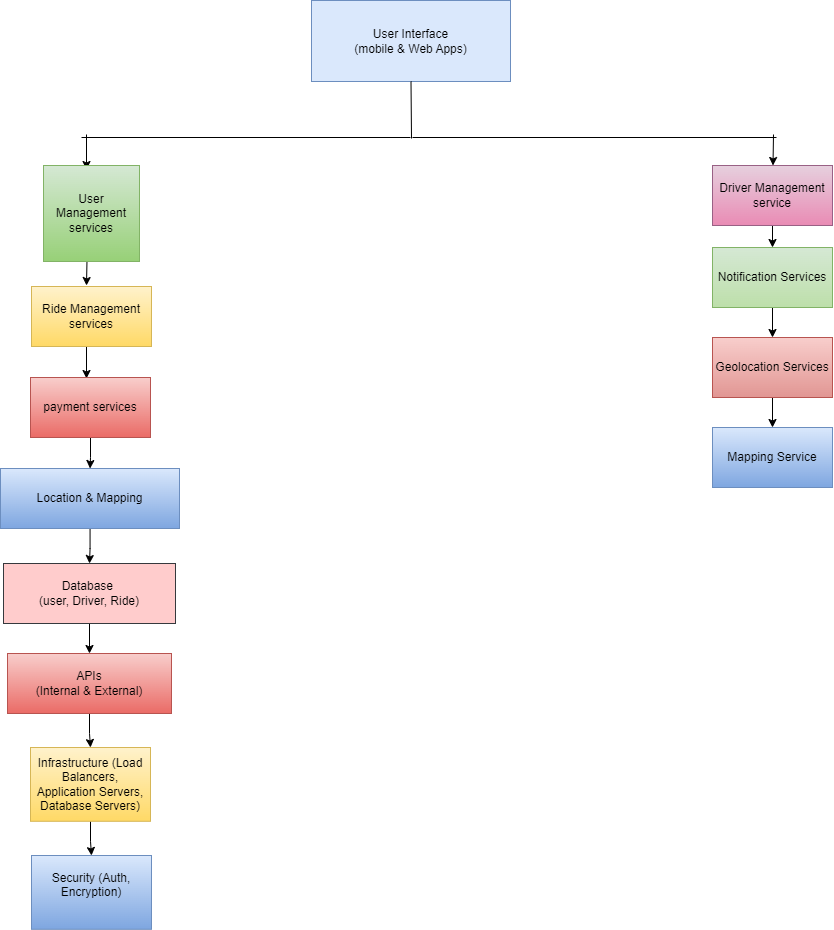 User Interface
(mobile & Web Apps)
User
Management
services
Ride Management
services
payment services
Location & Mapping
Database
(user, Driver, Ride)
APIs
(Internal & External)
Infrastructure (Load
Balancers,
Application Servers,
Database Servers)
Security (Auth,
Encryption)
Driver Management
service
Notification Services
Geolocation Services
Mapping Service